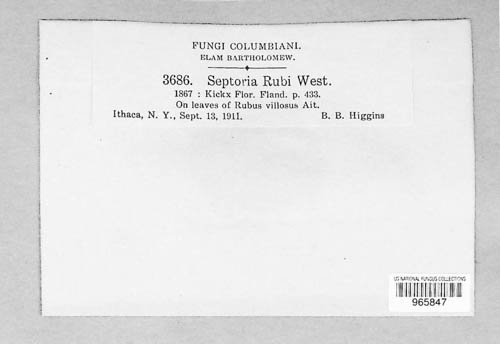 FUNGI COLUMBIANI.
ELAM BARTHOLOMEW.
3686. Septoria Rubi West.
1867 : Kickx Flor. Fland. p. 433.
On leaves of Rubus villosus Ait.
Ithaca, N. Y., Sept. 13, 1911. B. B. Higgins
US NATIONAL FUNGUS COLLECTIONS
965847